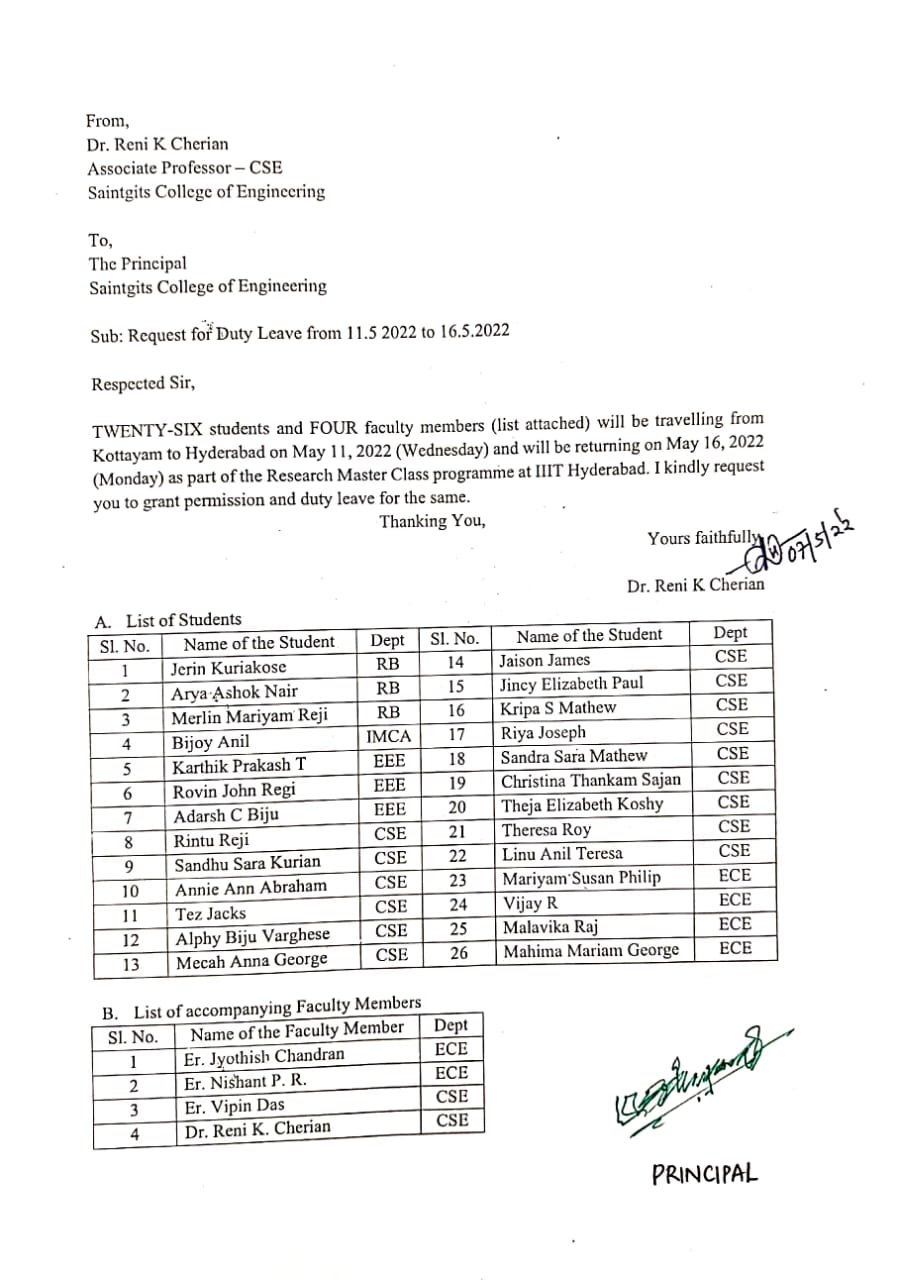 From,
Dr. Reni K Cherian
Associate Professor – CSE
Saintgits College of Engineering
To,
The Principal
Saintgits College of Engineering
Sub: Request for Duty Leave from 11.5 2022 to 16.5.2022
Respected Sir,
TWENTY-SIX students and FOUR faculty members (list attached) will be travelling from
Kottayam to Hyderabad on May 11, 2022 (Wednesday) and will be returning on May 16, 2022
(Monday) as part of the Research Master Class programme at IIIT Hyderabad. I kindly request
you to grant permission and duty leave for the same.
Thanking You,
Yours faithfully
07/5/22
Dr. Reni K Cherian
A. List of Students
Sl. No. Name of the Student Dept Sl. No. Name of the Student Dept
1 Jerin Kuriakose RB 14 Jaison James CSE
2 Arya Ashok Nair RB 15 Jincy Elizabeth Paul CSE
3 Merlin Mariyam Reji RB 16 Kripa S Mathew CSE
4 Bijoy Anil IMCA 17 Riya Joseph CSE
5 Karthik Prakash T EEE 18 Sandra Sara Mathew CSE
6 Rovin John Regi EEE 19 Christina Thankam Sajan CSE
7 Adarsh C Biju EEE 20 Theja Elizabeth Koshy CSE
8 Rintu Reji CSE 21 Theresa Roy CSE
9 Sandhu Sara Kurian CSE 22 Linu Anil Teresa CSE
10 Annie Ann Abraham CSE 23 Mariyam Susan Philip ECE
11 Tez Jacks CSE 24 Vijay R ECE
12 Alphy Biju Varghese CSE 25 Malavika Raj ECE
13 Mecah Anna George CSE 26 Mahima Mariam George ECE
B. List of accompanying Faculty Members
Sl. No. Name of the Faculty Member Dept
1 Er. Jyothish Chandran ECE
2 Er. Nishant P. R. ECE
3 Er. Vipin Das CSE
4 Dr. Reni K. Cherian CSE
PRINCIPAL